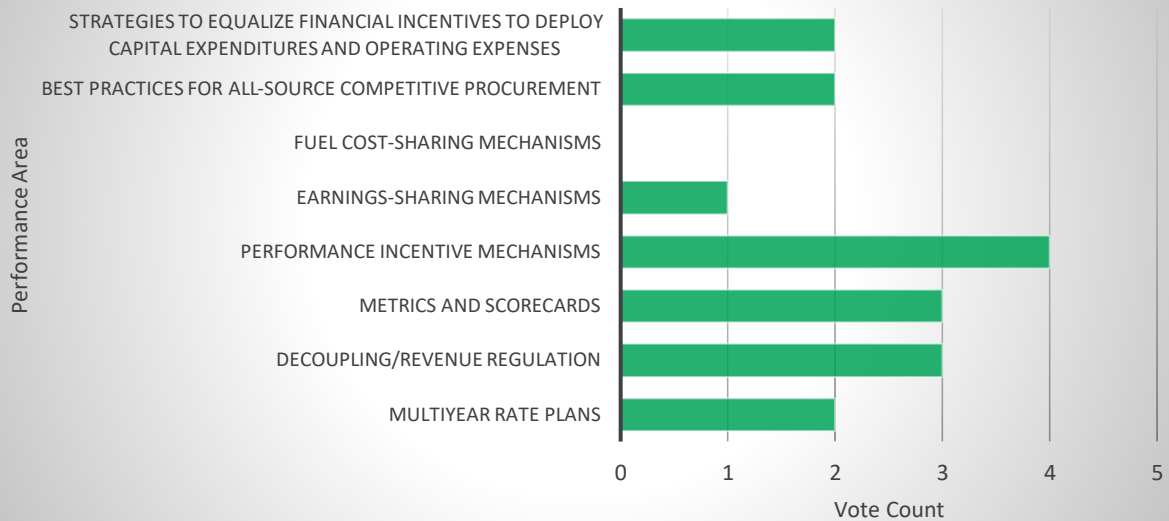 STRATEGIES TO EQUALIZE FINANCIAL INCENTIVES TO DEPLOY
CAPITAL EXPENDITURES AND OPERATING EXPENSES
BEST PRACTICES FOR ALL-SOURCE COMPETITIVE PROCUREMENT
FUEL COST-SHARING MECHANISMS
EARNINGS-SHARING MECHANISMS
PERFORMANCE INCENTIVE MECHANISMS
METRICS AND SCORECARDS
DECOUPLING/REVENUE REGULATION
MULTIYEAR RATE PLANS
Performance Area
0 1 2 3 4 5
Vote Count